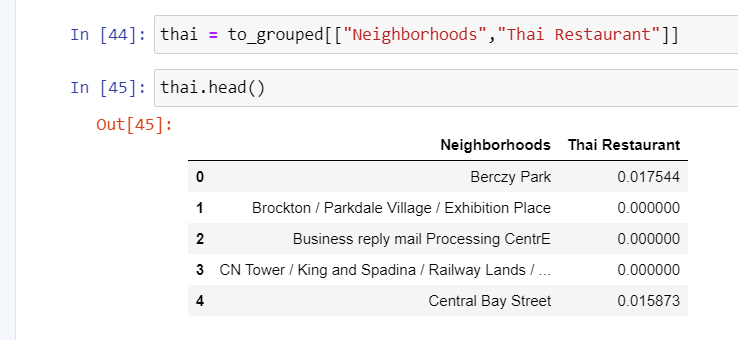 In [44]: thai = to_grouped[["Neighborhoods","Thai Restaurant"]]
In [45]: thai.head()
Out[45]:
Neighborhoods Thai Restaurant
0 Berczy Park 0.017544
1 Brockton / Parkdale Village / Exhibition Place 0.000000
2 Business reply mail Processing CentrE 0.000000
3 CN Tower / King and Spadina / Railway Lands / ... 0.000000
4 Central Bay Street 0.015873